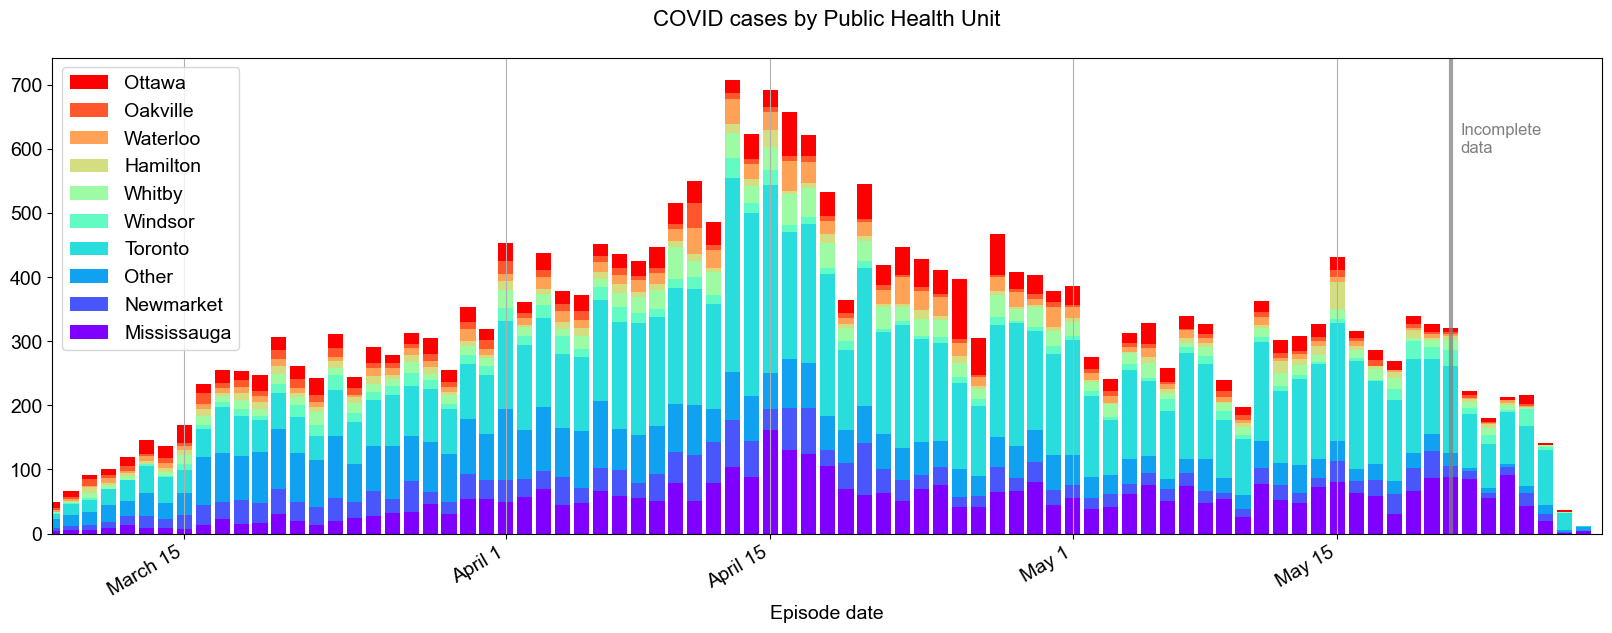 COVID cases by Public Health Unit
700
600
500
400
300
200
100
0
Ottawa
Oakville
Waterloo
Hamilton
Whitby
Windsor
Toronto
Other
Newmarket
Mississauga
Incomplete
data
March 15
April 1
April 15
May 1
May 15
Episode date